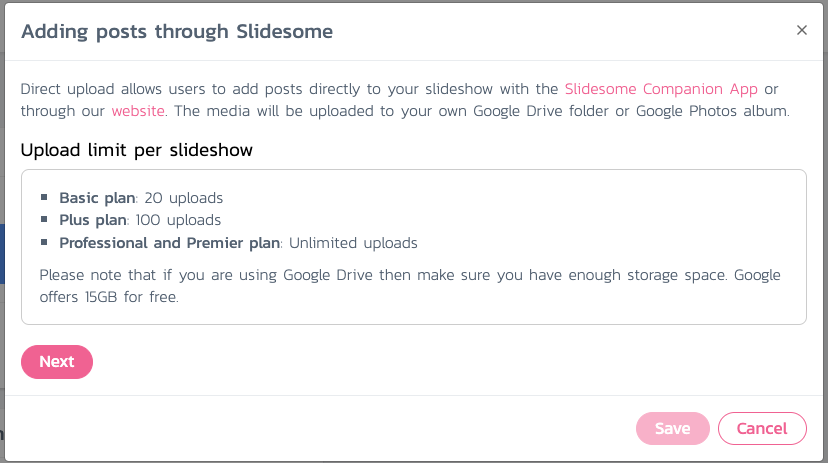 Adding posts through Slidesome
×
Direct upload allows users to add posts directly to your slideshow with the Slidesome Companion App or
through our website. The media will be uploaded to your own Google Drive folder or Google Photos album.
Upload limit per slideshow
Basic plan: 20 uploads
Plus plan: 100 uploads
Professional and Premier plan: Unlimited uploads
Please note that if you are using Google Drive then make sure you have enough storage space. Google
offers 15GB for free.
Next
Save Cancel